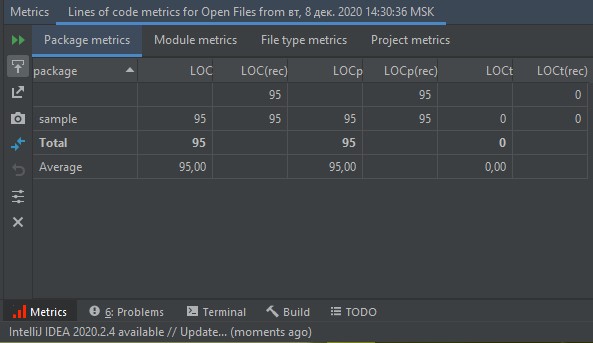 Metrics Lines of code metrics for Open Files from вт, 8 дек. 2020 14:30:36 MSK
Package metrics Module metrics File type metrics Project metrics
package LOC LOC(rec) LOCp LOCp(rec) LOCt LOCt(rec)
95 95 0
sample 95 95 95 95 0 0
Total 95 95 0
Average 95,00 95,00 0,00
Metrics 6: Problems Terminal Build TODO
IntelliJ IDEA 2020.2.4 available // Update... (moments ago)